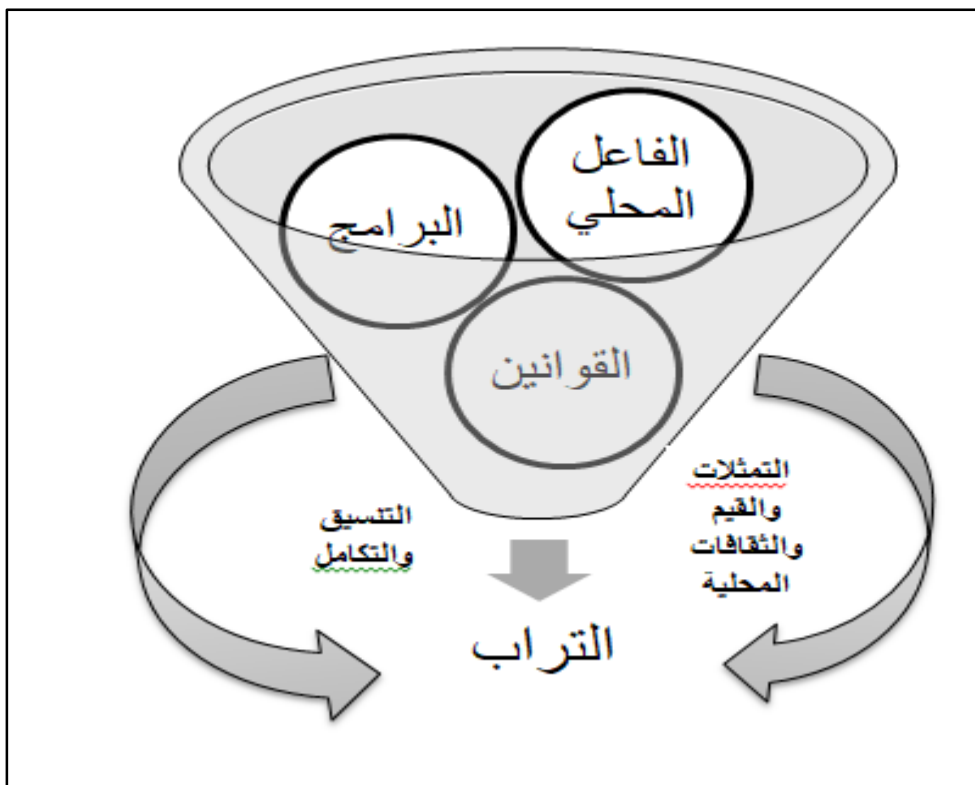 الفاعل
المحلي
البرامج
القوانين
التمثلات
والقيم
والثقافات
المحلية
التنسيق
والتكامل
التراب